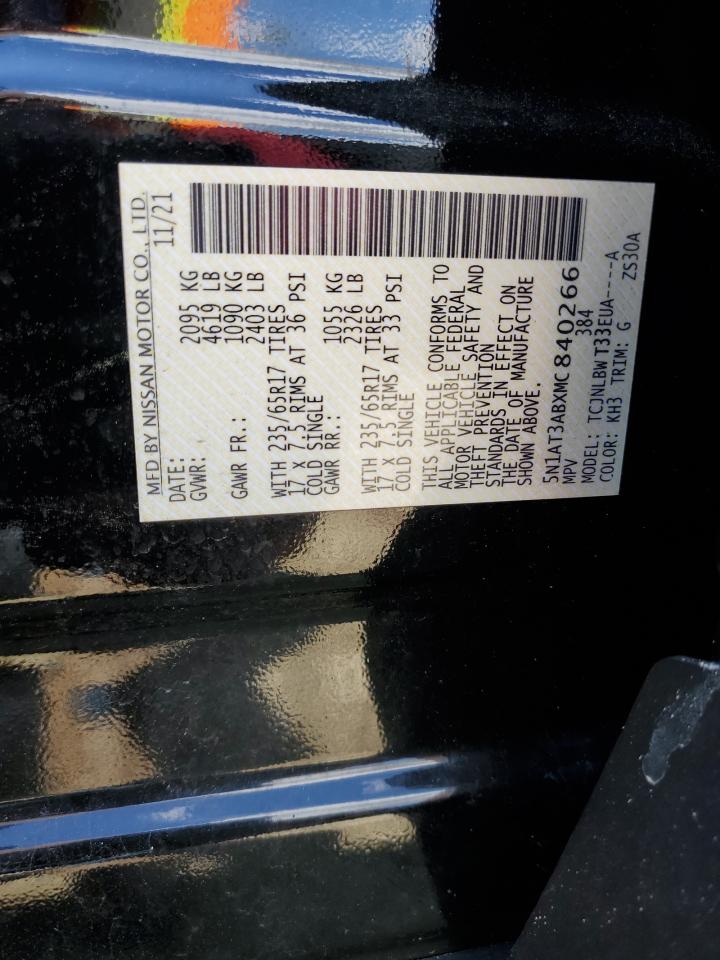 MFD BY NISSAN MOTOR CO., LTD.
DATE: 11/21
GVWR: 2095 KG
4619 LB
GAWR FR.: 1090 KG
2403 LB
WITH 235/65R17 TIRES
17 X 7.5 RIMS AT 36 PSI
COLD SINGLE
GAWR RR.: 1055 KG
2326 LB
WITH 235/65R17 TIRES
17 X 7.5 RIMS AT 33 PSI
COLD SINGLE
THIS VEHICLE CONFORMS TO
ALL APPLICABLE FEDERAL
MOTOR VEHICLE SAFETY AND
THEFT PREVENTION
STANDARDS IN EFFECT ON
THE DATE OF MANUFACTURE
SHOWN ABOVE.
5N1AT3ABXMC840266
MPV 384
MODEL: TCJNLBW T33EUA----A
COLOR: KH3 TRIM: G ZS30A